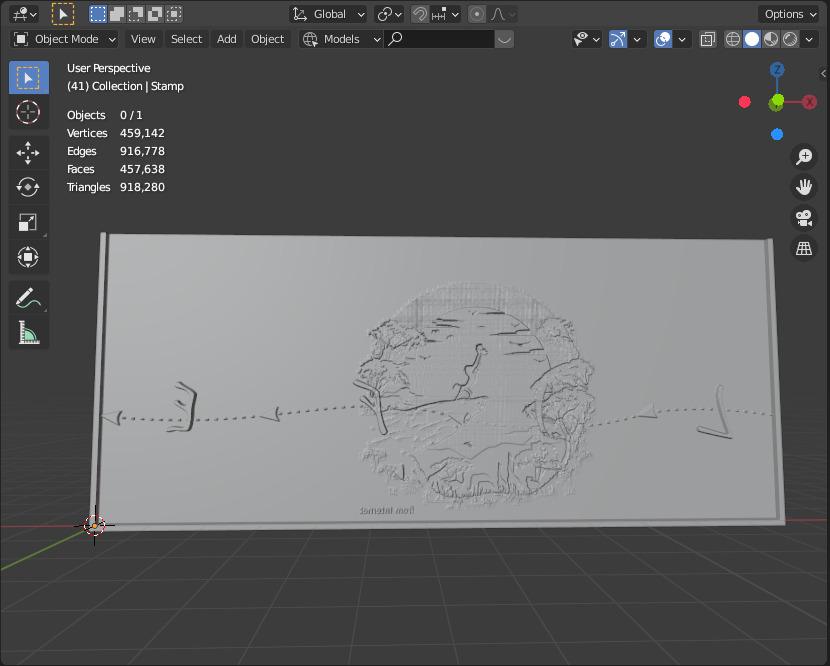 Global
Options
Object Mode
View
Select
Add
Object
Models
User Perspective
(41) Collection | Stamp
Objects 0 / 1
Vertices 459,142
Edges 916,778
Faces 457,638
Triangles 918,280
Z
X